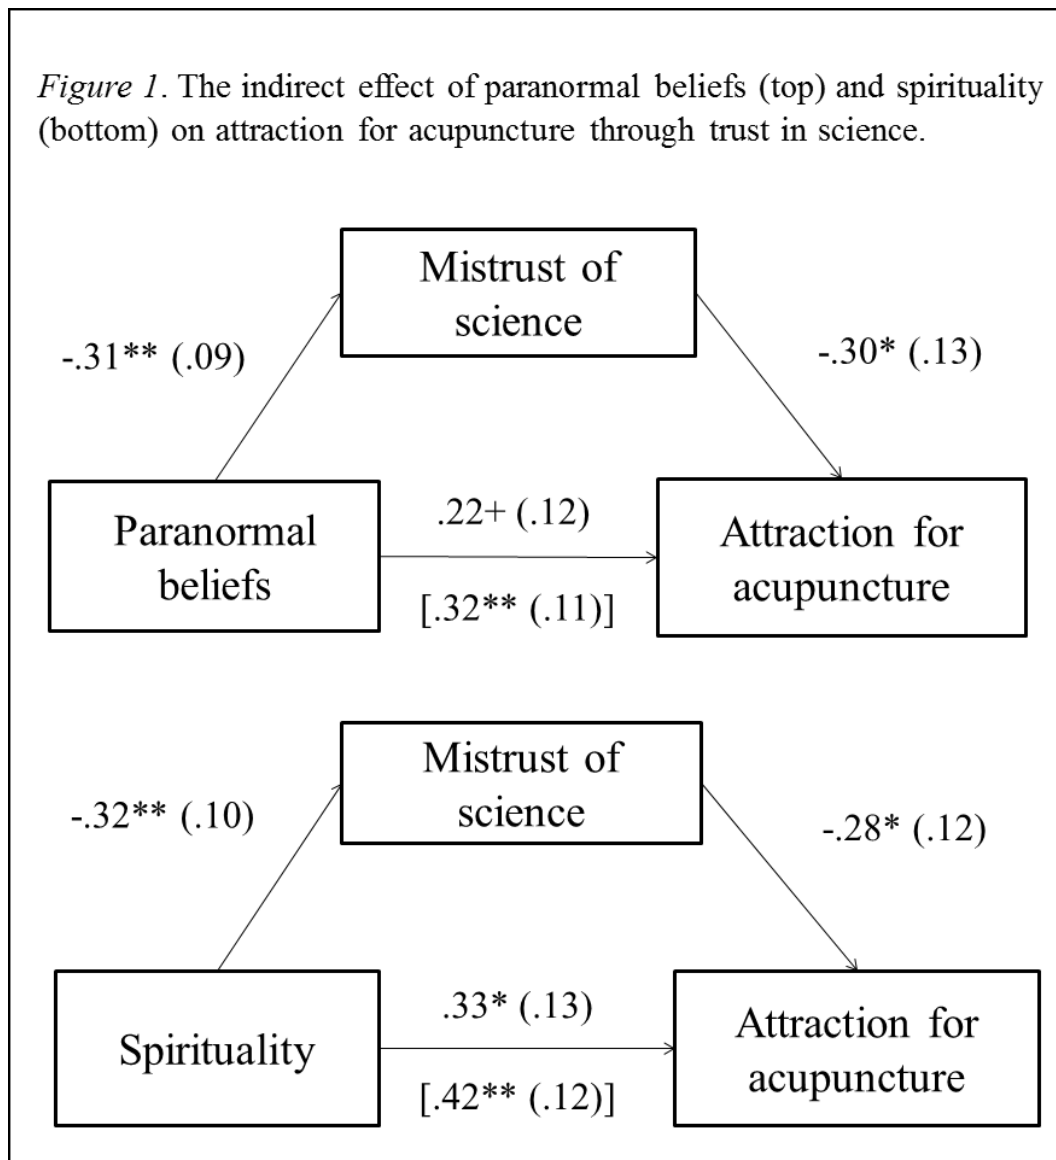 Figure 1. The indirect effect of paranormal beliefs (top) and spirituality
(bottom) on attraction for acupuncture through trust in science.
Mistrust of
science
-.31** (.09)
-.30* (.13)
Paranormal
beliefs
.22+ (.12)
[.32** (.11)]
Attraction for
acupuncture
Mistrust of
science
-.32** (.10)
-.28* (.12)
Spirituality
.33* (.13)
[.42** (.12)]
Attraction for
acupuncture